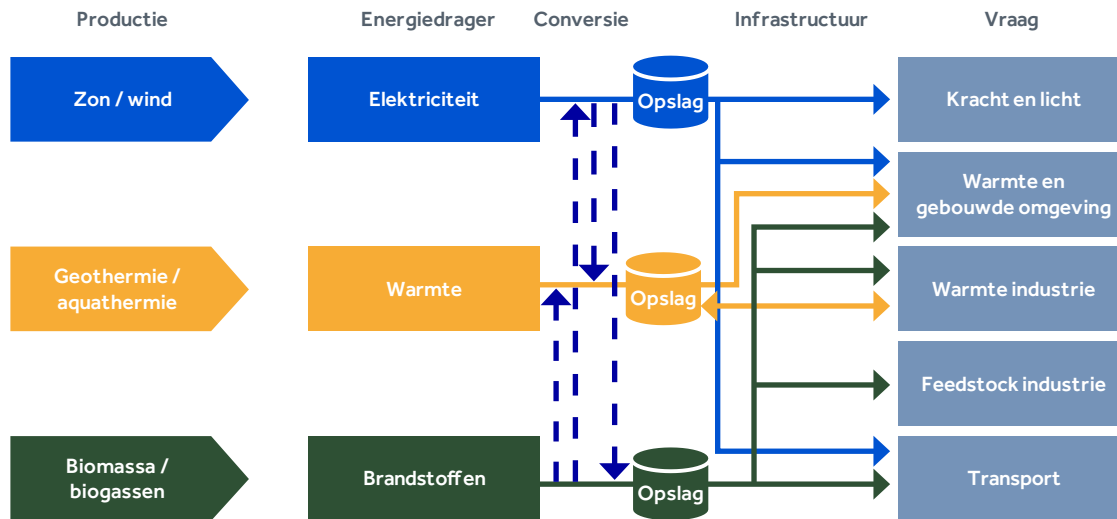 Productie
Energiedrager
Conversie
Infrastructuur
Vraag
Zon / wind
Elektriciteit
Opslag
Kracht en licht
Warmte en
gebouwde omgeving
Geothermie /
aquathermie
Warmte
Opslag
Warmte industrie
Feedstock industrie
Biomassa /
biogassen
Brandstoffen
Opslag
Transport